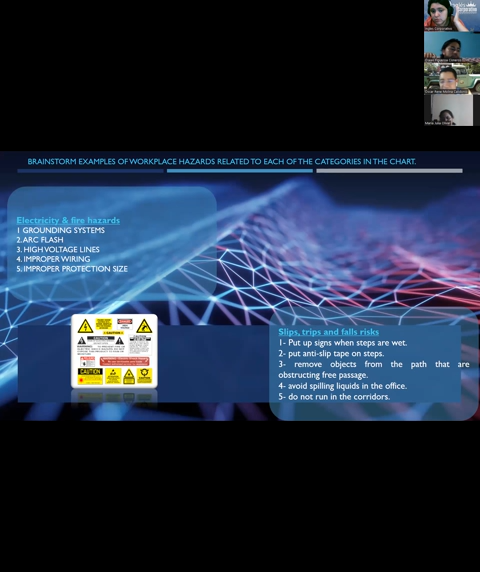 BRAINSTORM EXAMPLES OF WORKPLACE HAZARDS RELATED TO EACH OF THE CATEGORIES IN THE CHART.
Electricity & fire hazards
1 GROUNDING SYSTEMS
2. ARC FLASH
3. HIGH VOLTAGE LINES
4. IMPROPER WIRING
5. IMPROPER PROTECTION SIZE
CAUTION
CAUTION
Slips, trips and falls risks
1- Put up signs when steps are wet.
2- put anti-slip tape on steps.
3- remove objects from the path that are
obstructing free passage.
4- avoid spilling liquids in the office.
5- do not run in the corridors.